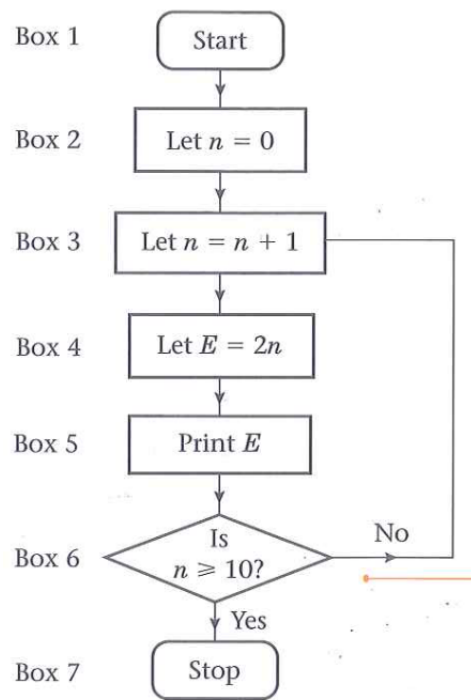 Box 1 Start
Box 2 Let n = 0
Box 3 Let n = n + 1
Box 4 Let E = 2n
Box 5 Print E
Box 6 Is
n ⩾ 10?
No
Yes
Box 7 Stop